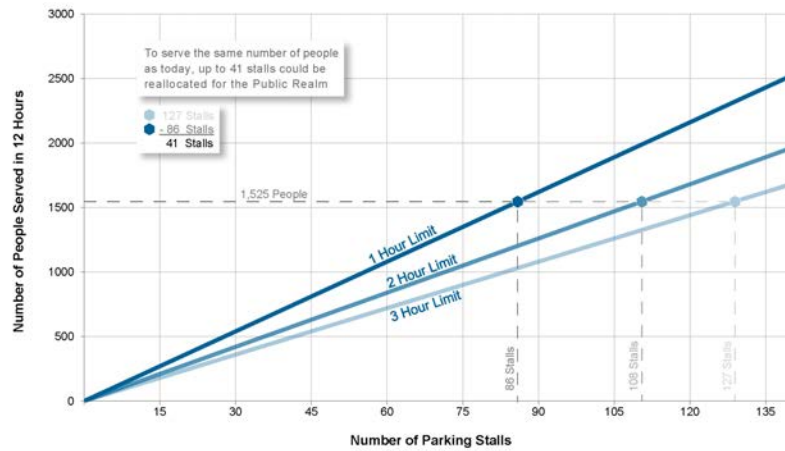 3000
2500
2000
1500
1000
500
0
Number of People Served in 12 Hours
To serve the same number of people
as today, up to 41 stalls could be
reallocated for the Public Realm
127 Stalls
- 86 Stalls
41 Stalls
1,525 People
1 Hour Limit
2 Hour Limit
3 Hour Limit
86 Stalls
108 Stalls
127 Stalls
15
30
45
60
75
90
105
120
135
Number of Parking Stalls